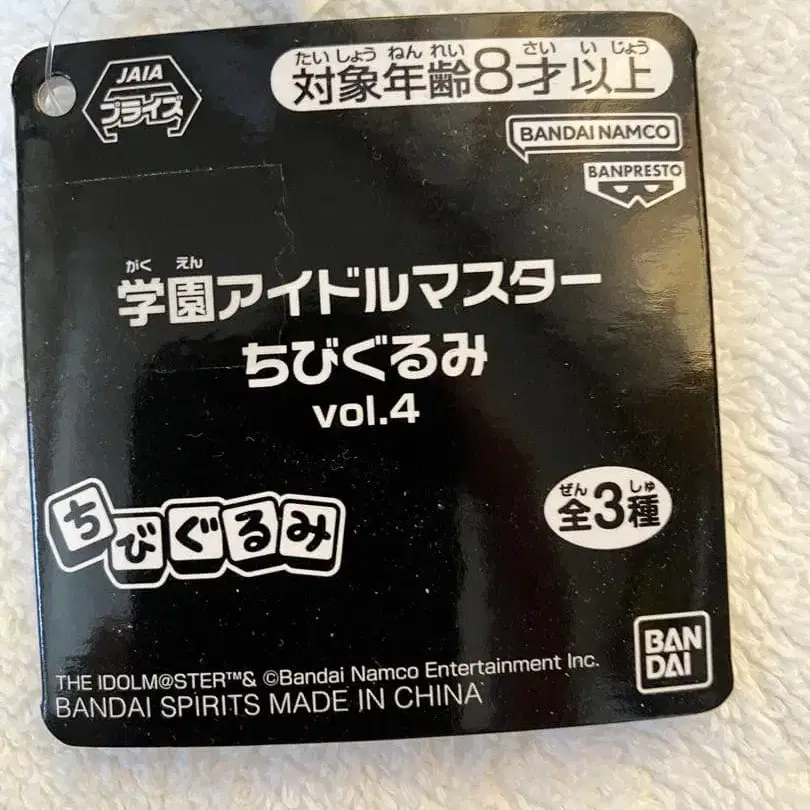 JAIA
プライズ
たいしょうねんれい さい いじょう
対象年齢8才以上
BANDAI NAMCO
BANPRESTO
がく えん
学園アイドルマスター
ちびぐるみ
vol.4
ちびぐるみ
ぜん しゅ
全3種
BAN
DAI
THE IDOLM@STER™& ©Bandai Namco Entertainment Inc.
BANDAI SPIRITS MADE IN CHINA